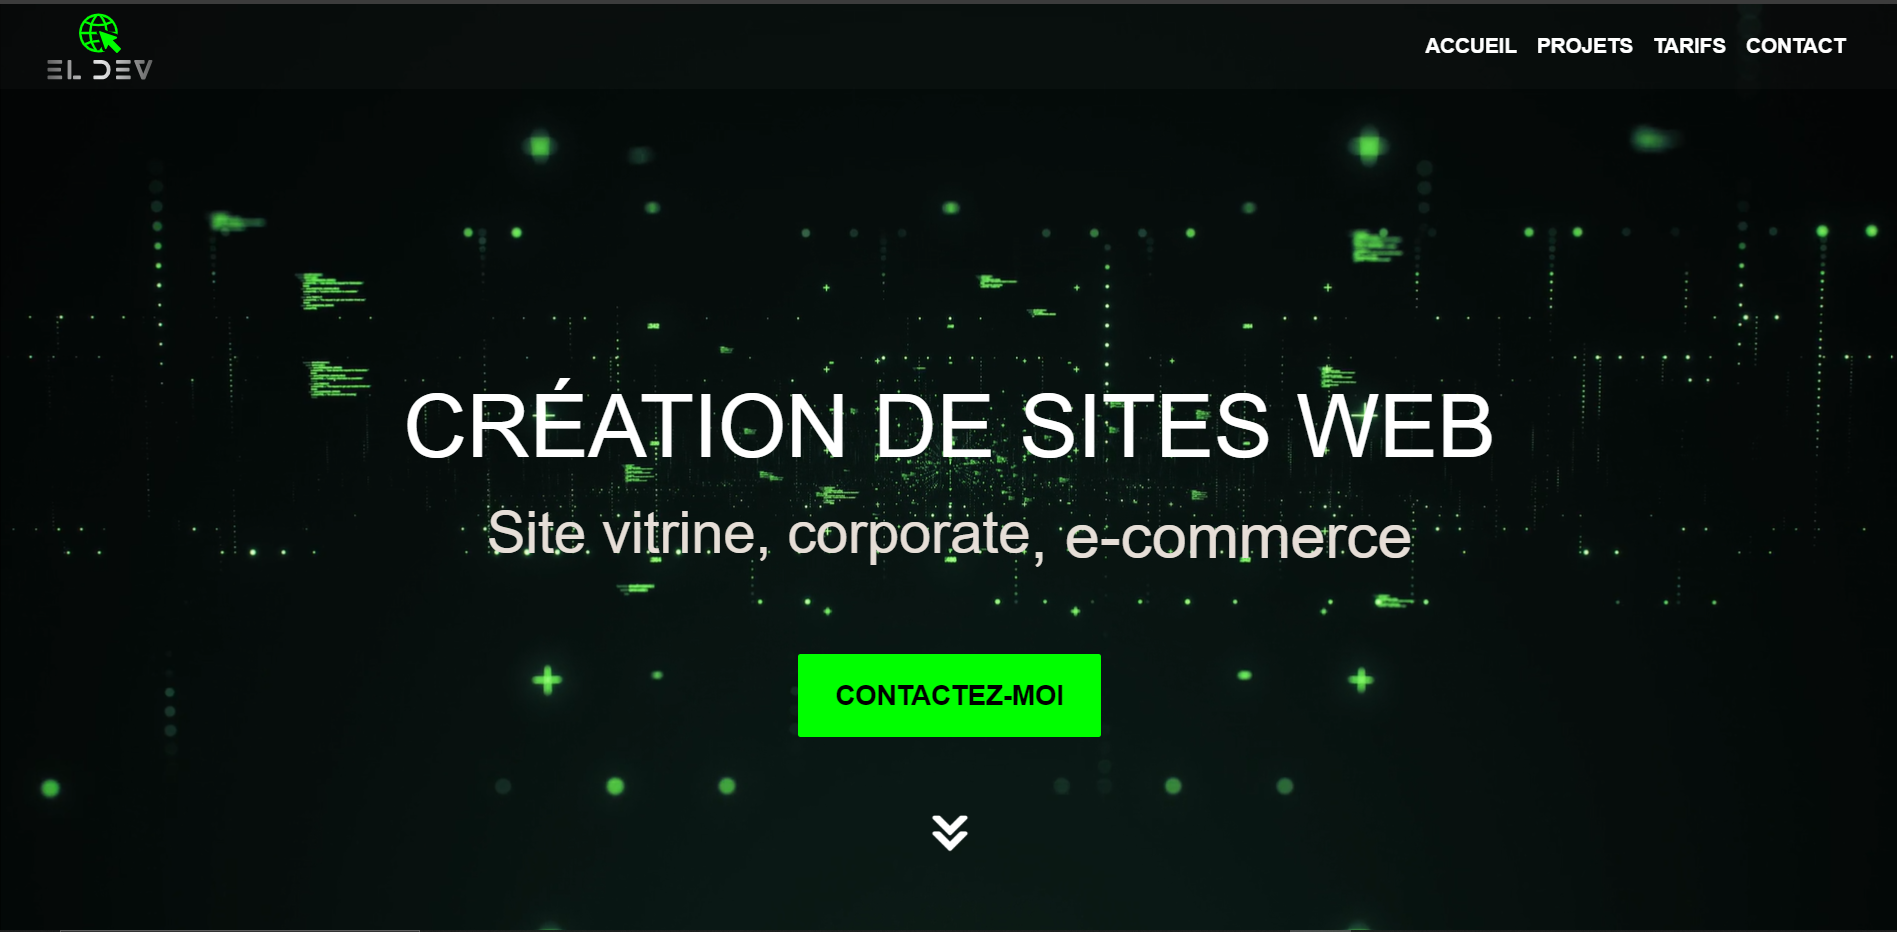 EL DEV
ACCUEIL PROJETS TARIFS CONTACT
CRÉATION DE SITES WEB
Site vitrine, corporate, e-commerce
CONTACTEZ-MOI